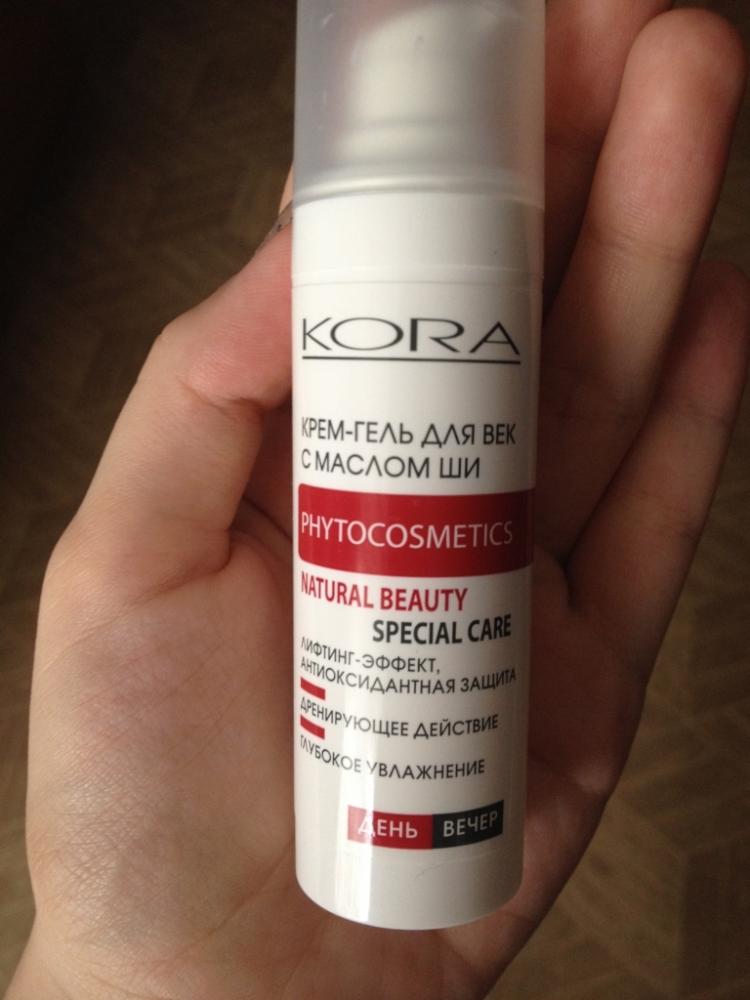 KORA
КРЕМ-ГЕЛЬ ДЛЯ ВЕК
С МАСЛОМ ШИ
PHYTOCOSMETICS
NATURAL BEAUTY
SPECIAL CARE
ЛИФТИНГ-ЭФФЕКТ,
АНТИОКСИДАНТНАЯ ЗАЩИТА
ДРЕНИРУЮЩЕЕ ДЕЙСТВИЕ
ГЛУБОКОЕ УВЛАЖНЕНИЕ
ДЕНЬ ВЕЧЕР